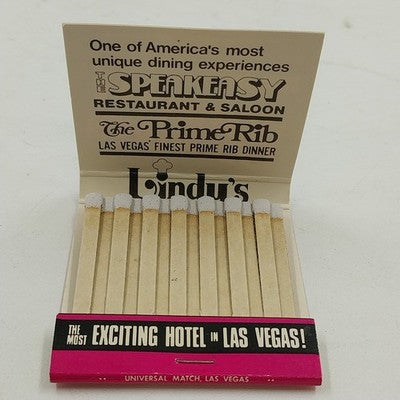 One of America's most
unique dining experiences
THE SPEAKEASY
RESTAURANT & SALOON
The Prime Rib
LAS VEGAS' FINEST PRIME RIB DINNER
Lindy's
THE MOST EXCITING HOTEL IN LAS VEGAS!
UNIVERSAL MATCH, LAS VEGAS